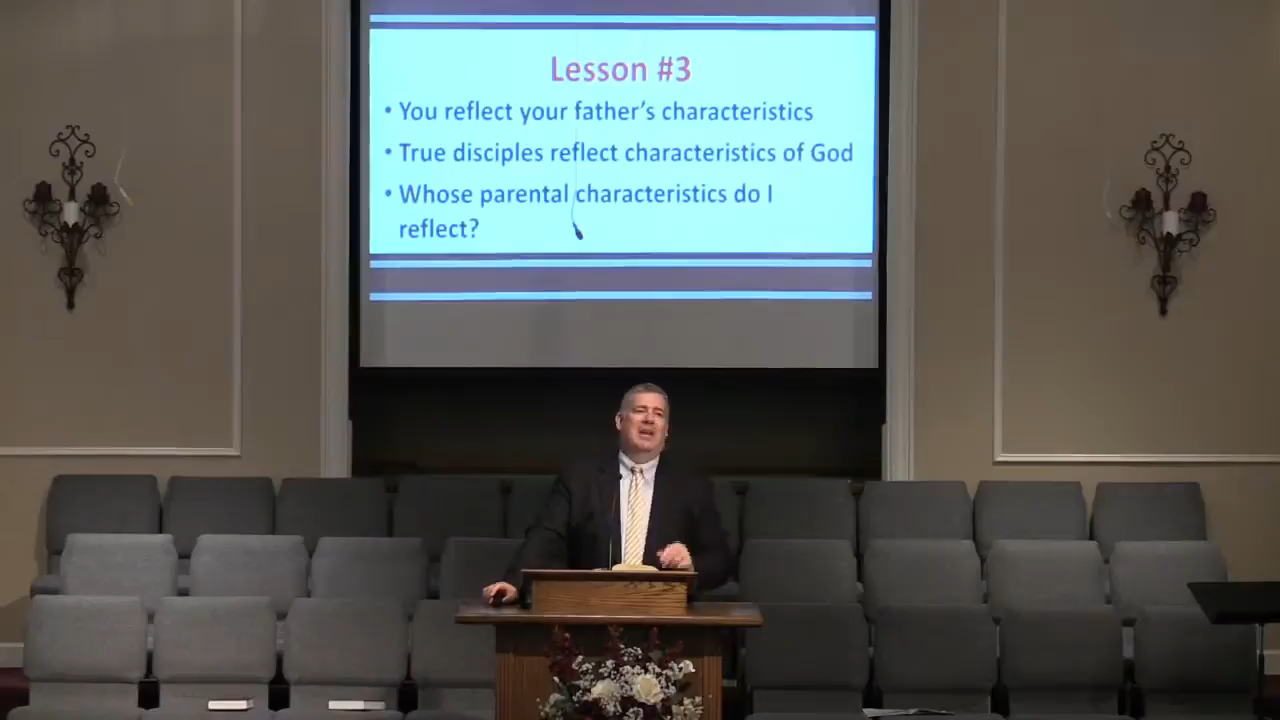 Lesson #3
• You reflect your father's characteristics
• True disciples reflect characteristics of God
• Whose parental characteristics do I
reflect?